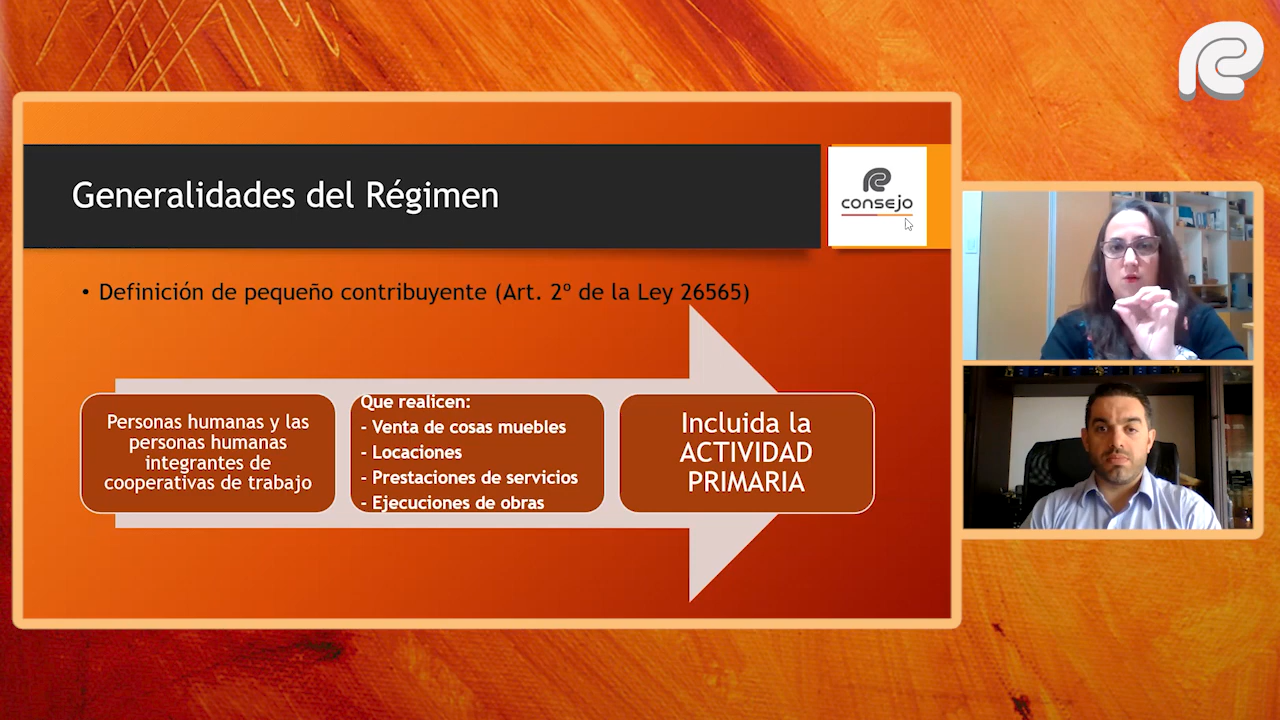 Generalidades del Régimen
consejo
• Definición de pequeño contribuyente (Art. 2º de la Ley 26565)
Personas humanas y las
personas humanas
integrantes de
cooperativas de trabajo
Que realicen:
- Venta de cosas muebles
- Locaciones
- Prestaciones de servicios
- Ejecuciones de obras
Incluida la
ACTIVIDAD
PRIMARIA